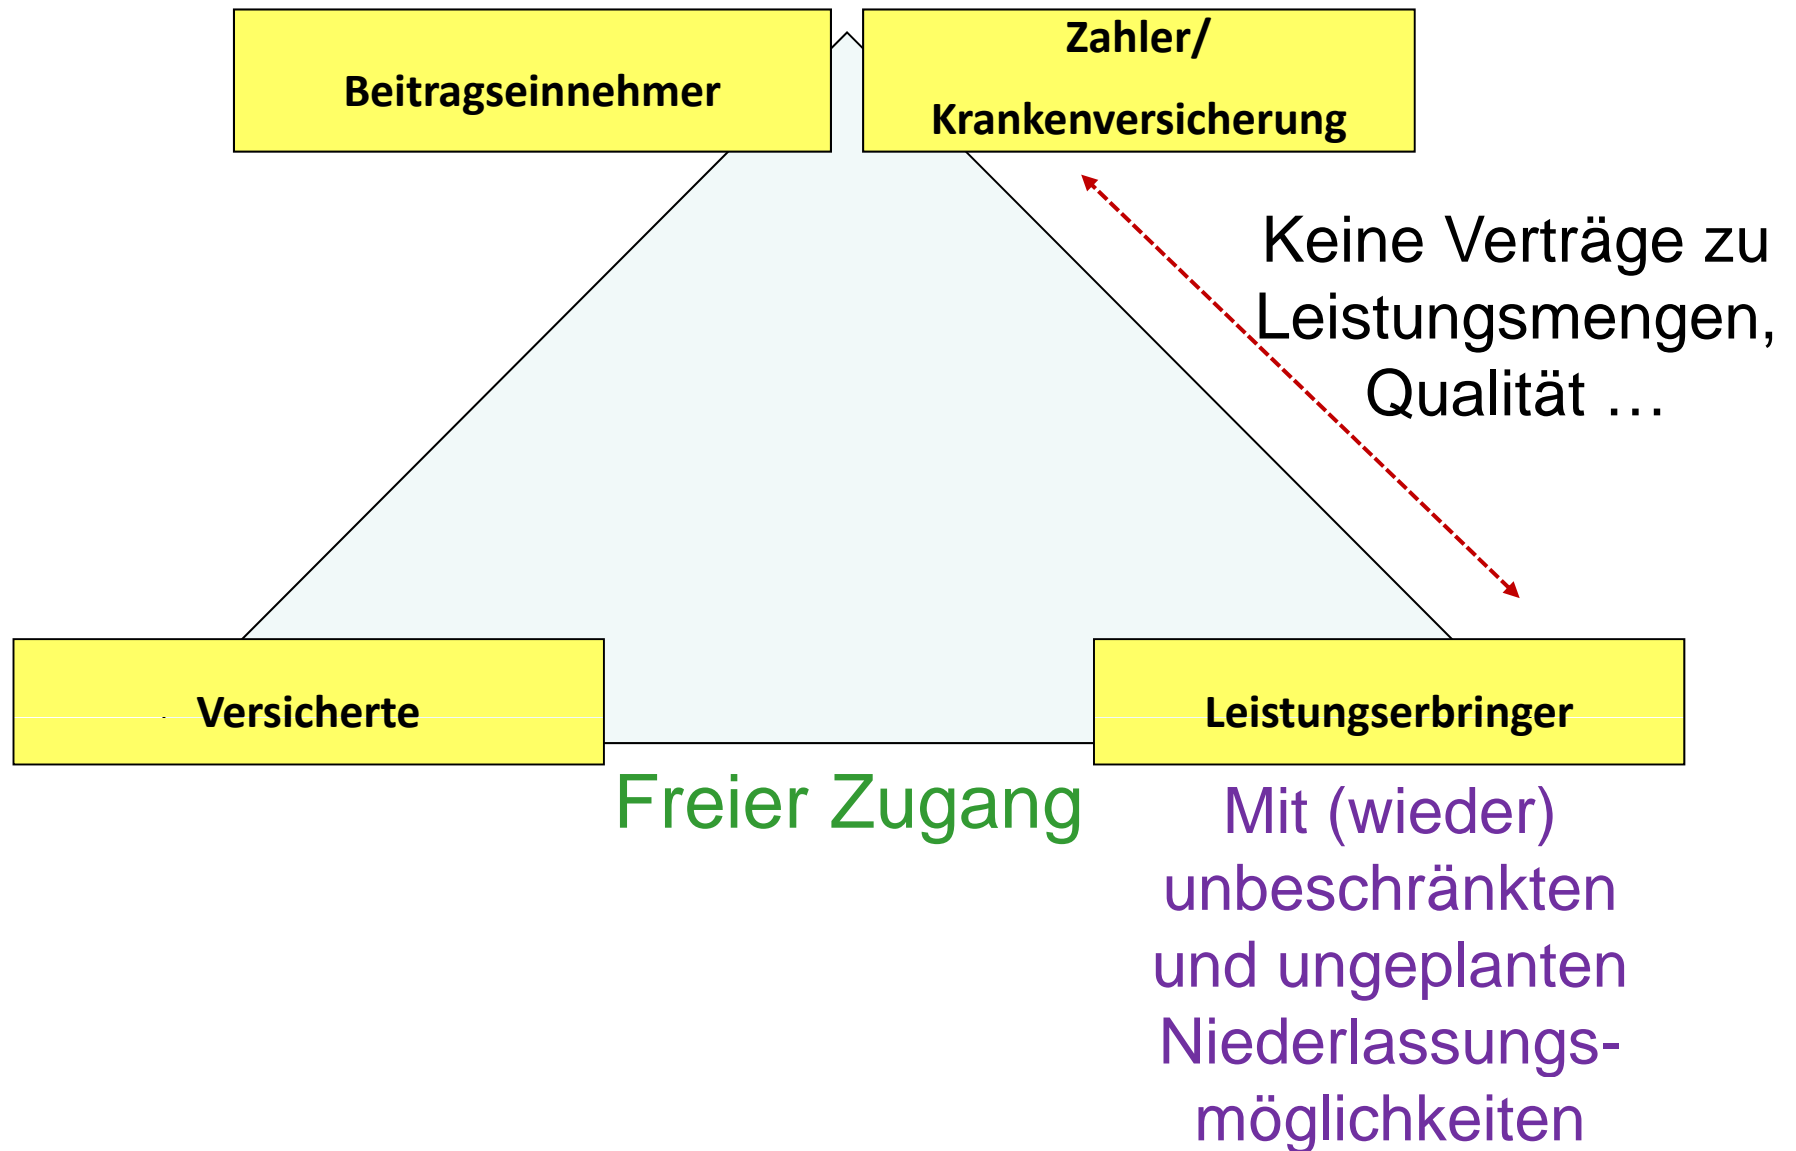 Beitragseinnehmer
Zahler/
Krankenversicherung
Keine Verträge zu
Leistungsmengen,
Qualität …
Versicherte
Leistungserbringer
Freier Zugang
Mit (wieder)
unbeschränkten
und ungeplanten
Niederlassungs-
möglichkeiten